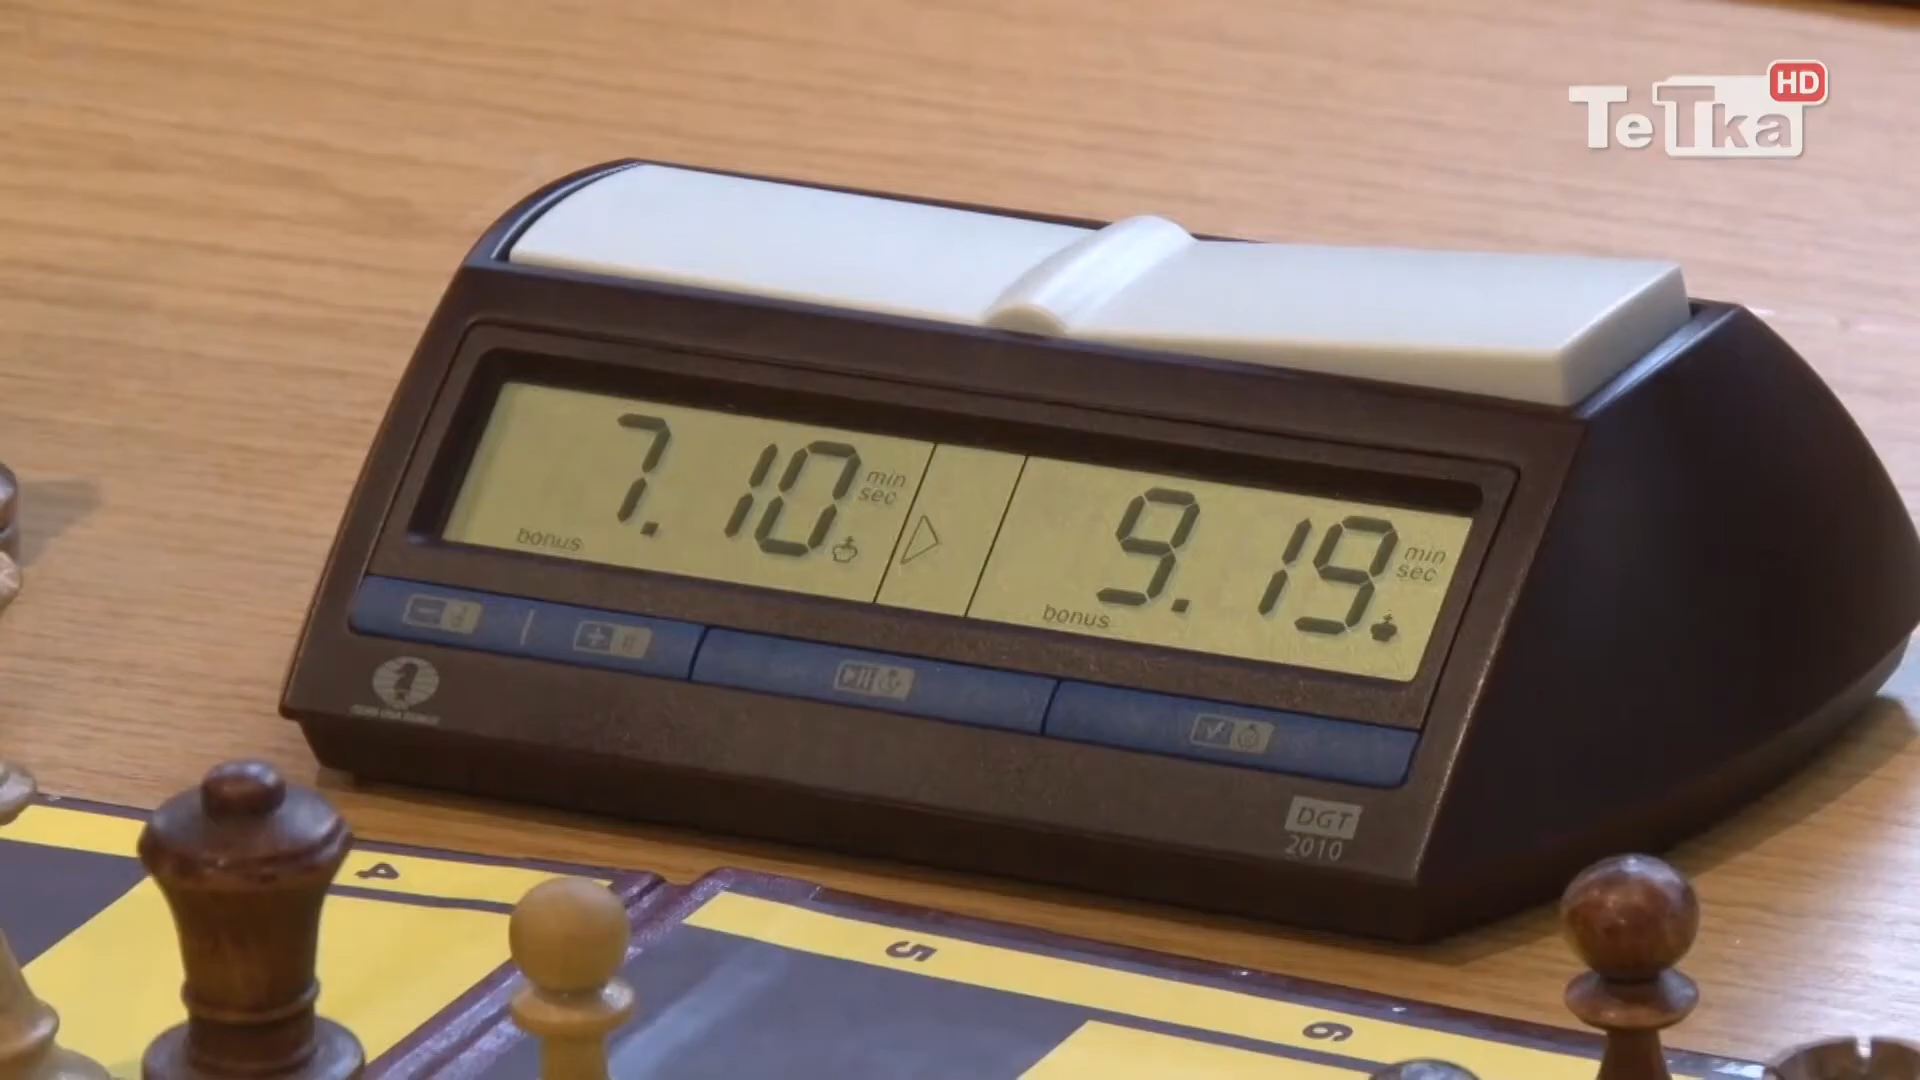 TeTka HD
7.10 min sec
bonus
9.19 min sec
bonus
DGT
2010
4
5
6